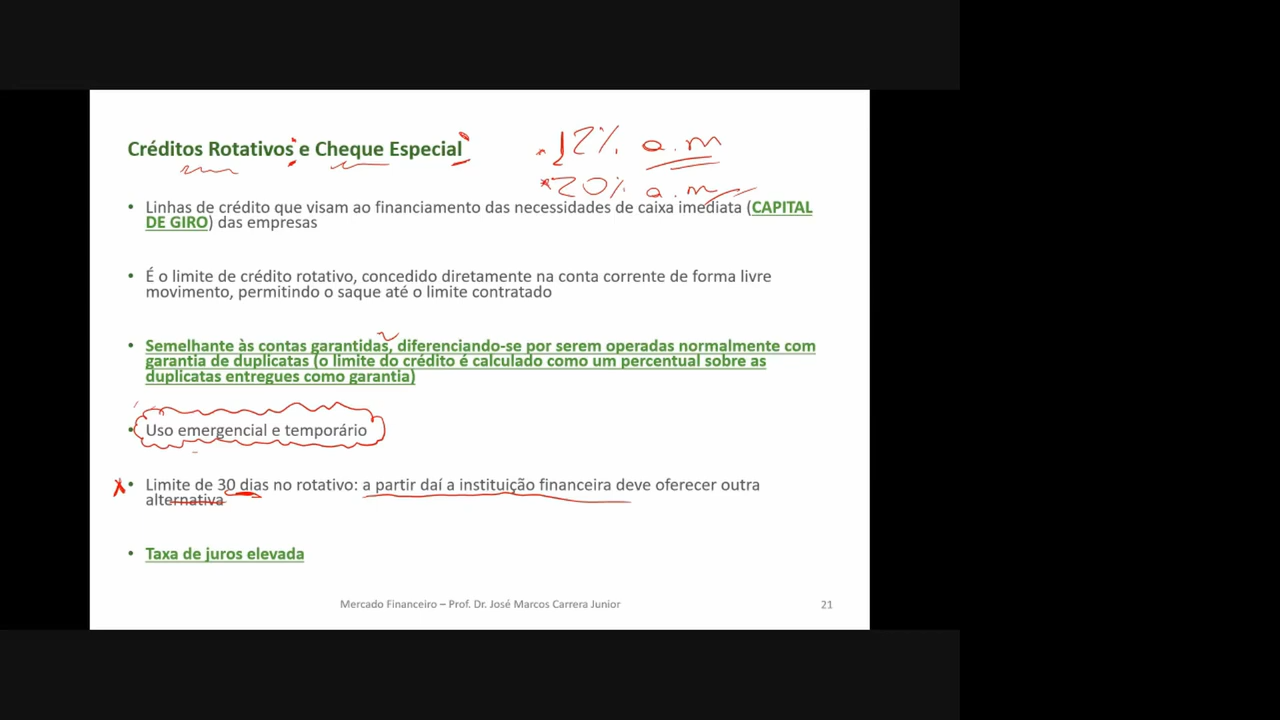 Créditos Rotativos e Cheque Especial
12% a.m
20% a.m
• Linhas de crédito que visam ao financiamento das necessidades de caixa imediata (CAPITAL
DE GIRO) das empresas
• É o limite de crédito rotativo, concedido diretamente na conta corrente de forma livre
movimento, permitindo o saque até o limite contratado
• Semelhante às contas garantidas, diferenciando-se por serem operadas normalmente com
garantia de duplicatas (o limite do crédito é calculado como um percentual sobre as
duplicatas entregues como garantia)
• Uso emergencial e temporário
• Limite de 30 dias no rotativo: a partir daí a instituição financeira deve oferecer outra
alternativa
• Taxa de juros elevada
Mercado Financeiro – Prof. Dr. José Marcos Carrera Junior
21